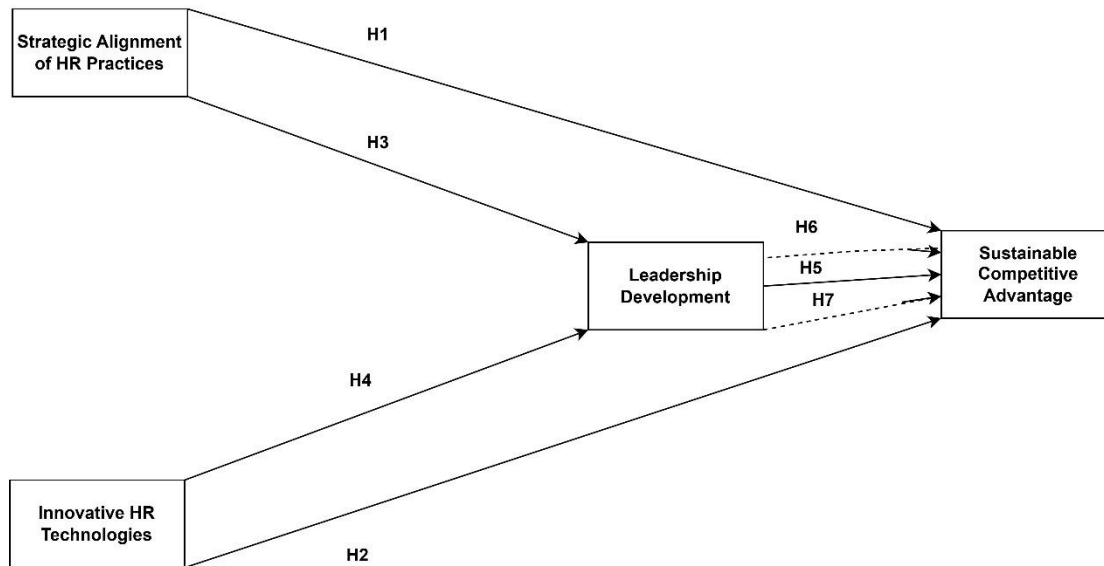 Strategic Alignment
of HR Practices
H1
H3
H6
H5
H7
Leadership
Development
Sustainable
Competitive
Advantage
H4
Innovative HR
Technologies
H2